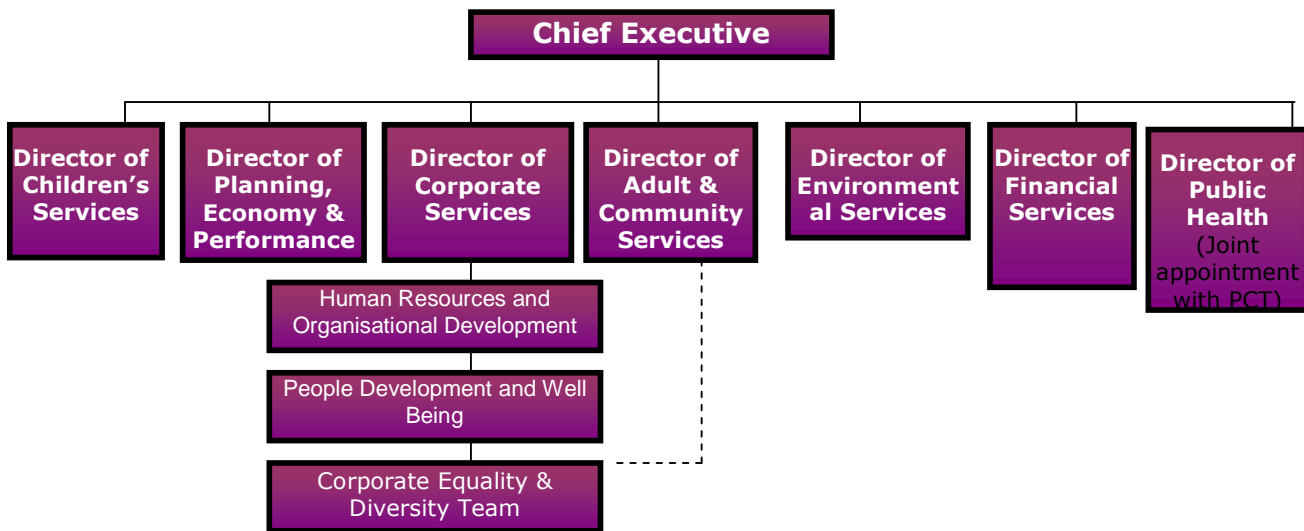 Chief Executive
Director of
Children’s
Services
Director of
Planning,
Economy &
Performance
Director of
Corporate
Services
Director of
Adult &
Community
Services
Director of
Environment
al Services
Director of
Financial
Services
Director of
Public
Health
(Joint
appointment
with PCT)
Human Resources and
Organisational Development
People Development and Well
Being
Corporate Equality &
Diversity Team